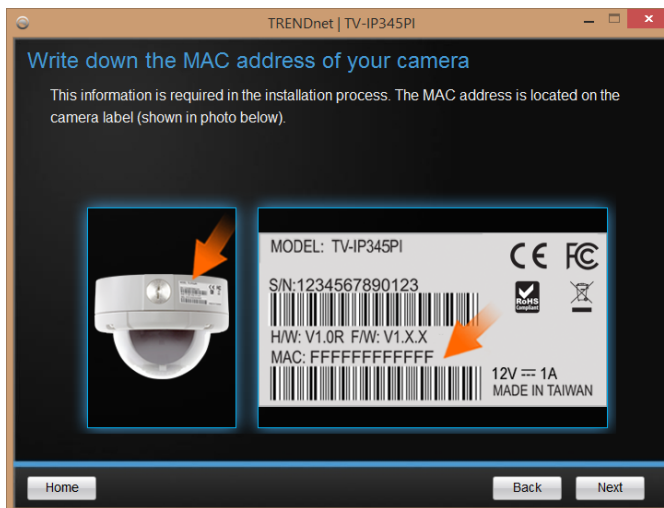 TRENDnet | TV-IP345PI
Write down the MAC address of your camera
This information is required in the installation process. The MAC address is located on the
camera label (shown in photo below).
MODEL: TV-IP345PI
CE FC
S/N:1234567890123
RoHS
Compliant
H/W: V1.0R F/W: V1.X.X
MAC: FFFFFFFFFFFF
12V ⎓ 1A
MADE IN TAIWAN
Home
Back
Next